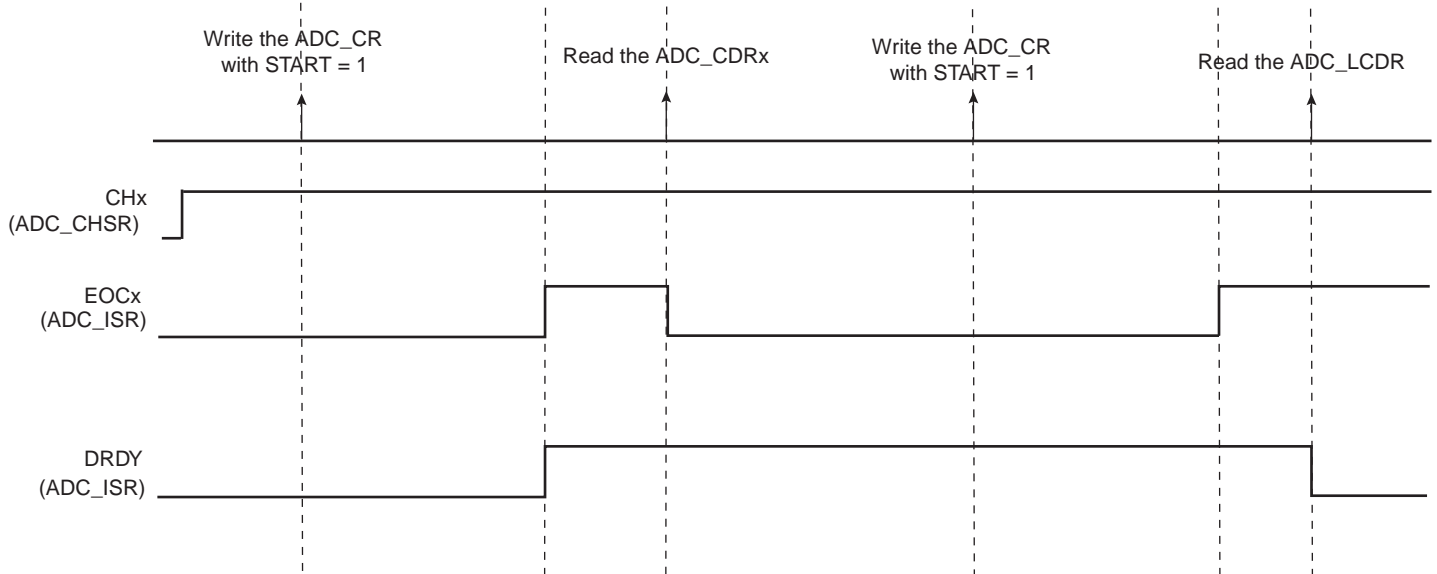 Write the ADC_CR
with START = 1
Read the ADC_CDRx
Write the ADC_CR
with START = 1
Read the ADC_LCDR
CHx
(ADC_CHSR)
EOCx
(ADC_ISR)
DRDY
(ADC_ISR)